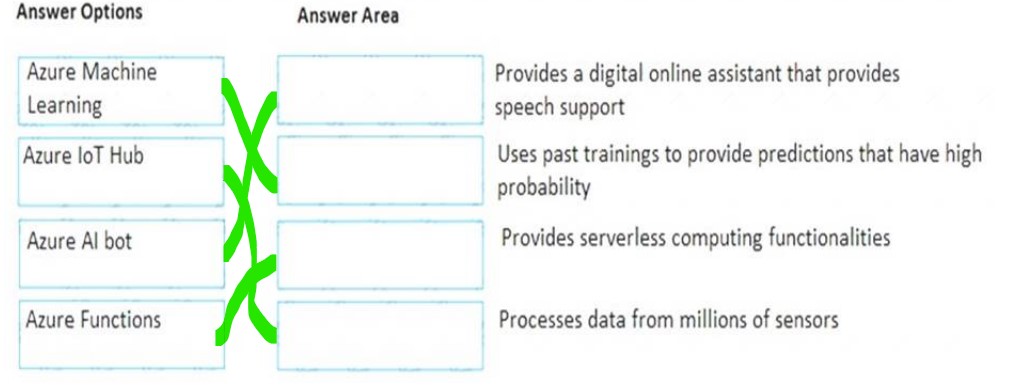 Answer Options
Answer Area
Azure Machine
Learning
Provides a digital online assistant that provides
speech support
Azure IoT Hub
Uses past trainings to provide predictions that have high
probability
Azure AI bot
Provides serverless computing functionalities
Azure Functions
Processes data from millions of sensors